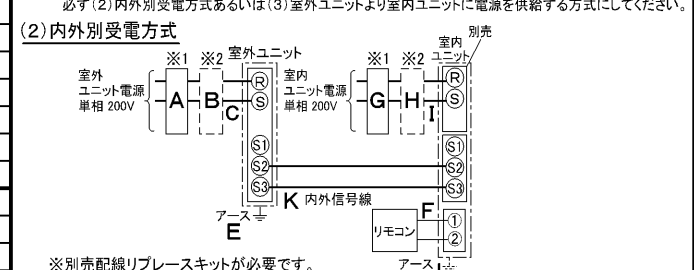 必ず(2)内外別受電方式あるいは(3)室外ユニットより室内ユニットに電源を供給する方式にしてください。
(2)内外別受電方式
別売
※1 ※2 室外ユニット
※1 ※2 室内ユニット
室外
ユニット電源
単相 200V
A B C
R
S
室内
ユニット電源
単相 200V
G H I
R
S
S1
S2
S3
S1
S2
S3
K 内外信号線
アース
E
リモコン
F
①
②
※別売配線リプレースキットが必要です。
アース